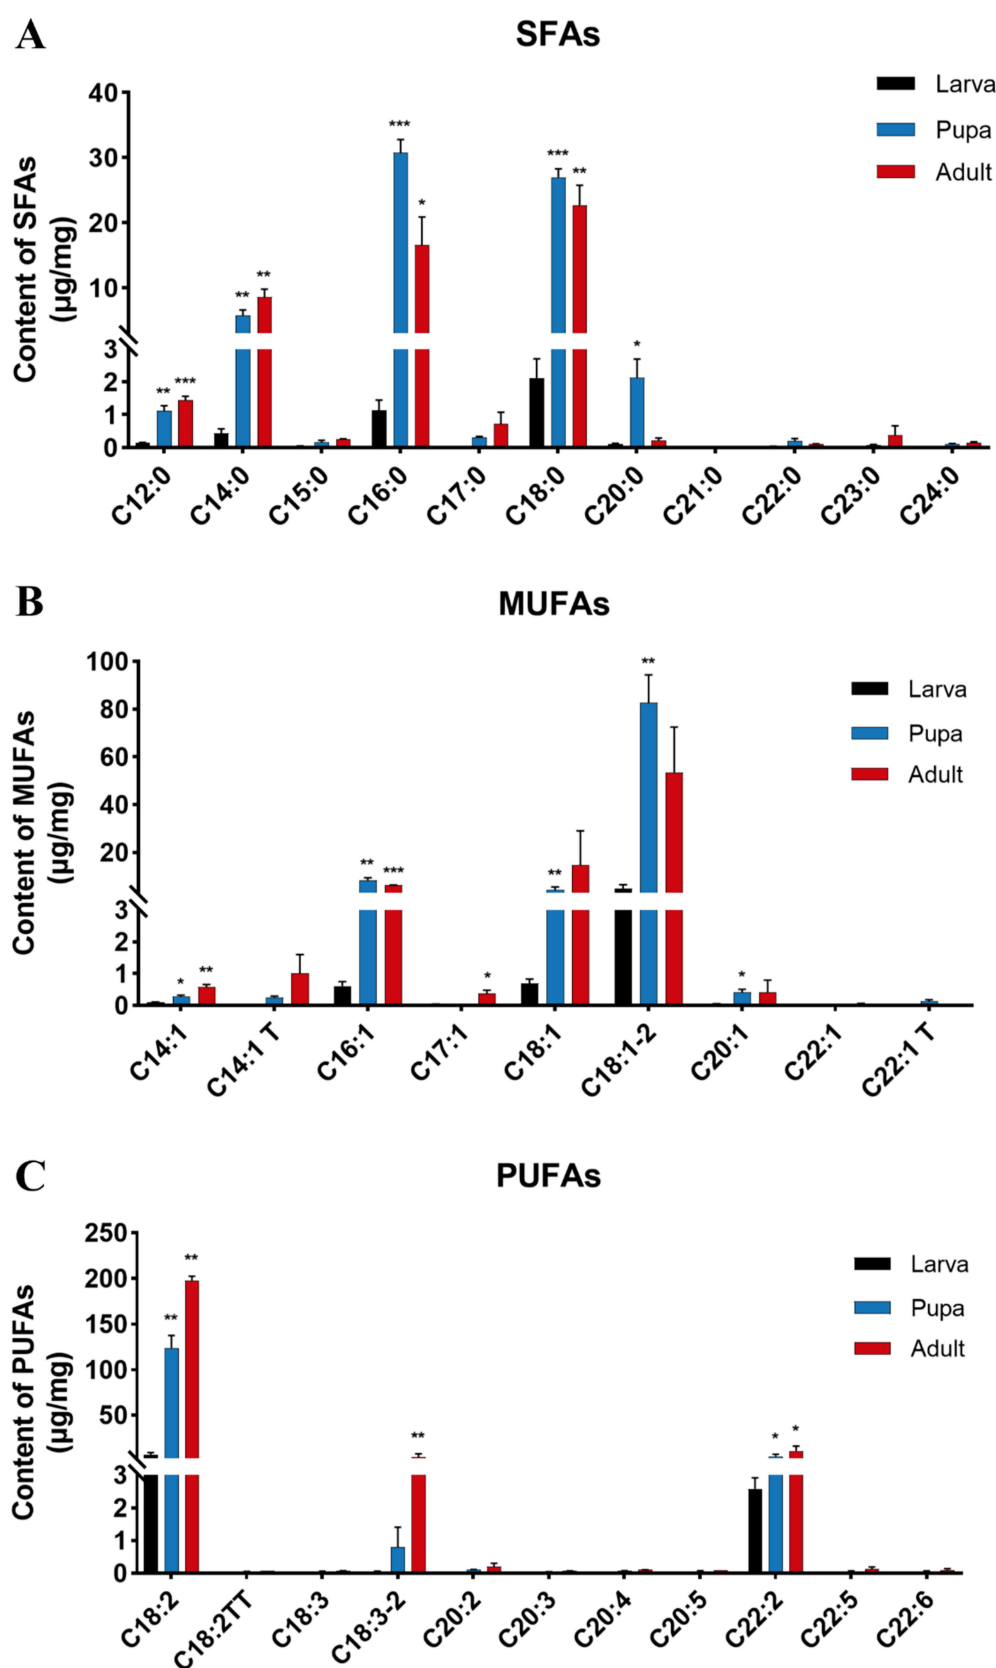 A
SFAs
Larva
Pupa
Adult
Content of SFAs
(µg/mg)
40
30
20
10
3
2
1
0
** *** ** ** *** * *** ** *
C12:0 C14:0 C15:0 C16:0 C17:0 C18:0 C20:0 C21:0 C22:0 C23:0 C24:0
B
MUFAs
Larva
Pupa
Adult
Content of MUFAs
(µg/mg)
100
80
60
40
20
3
2
1
0
* ** ** *** * ** ** *
C14:1 C14:1 T C16:1 C17:1 C18:1 C18:1-2 C20:1 C22:1 C22:1 T
C
PUFAs
Larva
Pupa
Adult
Content of PUFAs
(µg/mg)
250
200
150
100
50
3
2
1
0
** ** ** * *
C18:2 C18:2TT C18:3 C18:3-2 C20:2 C20:3 C20:4 C20:5 C22:2 C22:5 C22:6